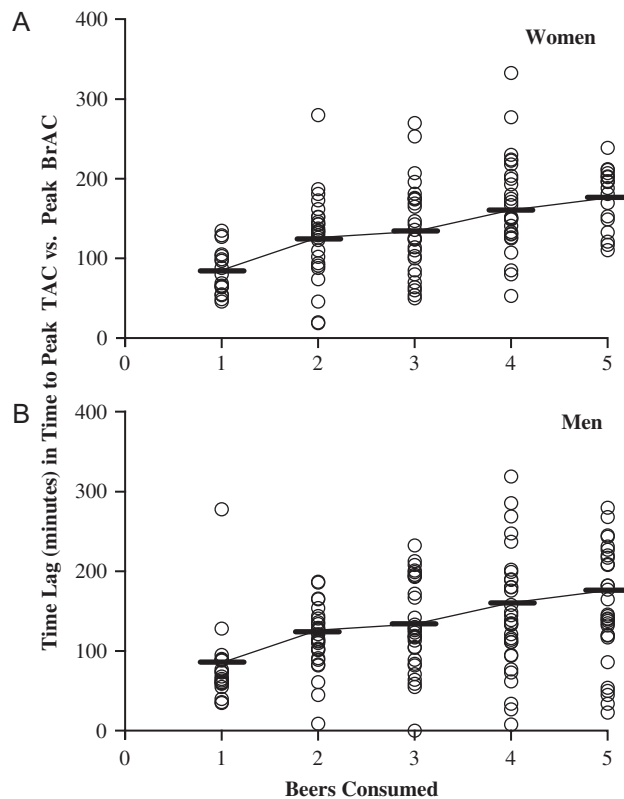 A
Women
Time Lag (minutes) in Time to Peak TAC vs. Peak BrAC
400
300
200
100
0
0 1 2 3 4 5
B
Men
400
300
200
100
0
0 1 2 3 4 5
Beers Consumed